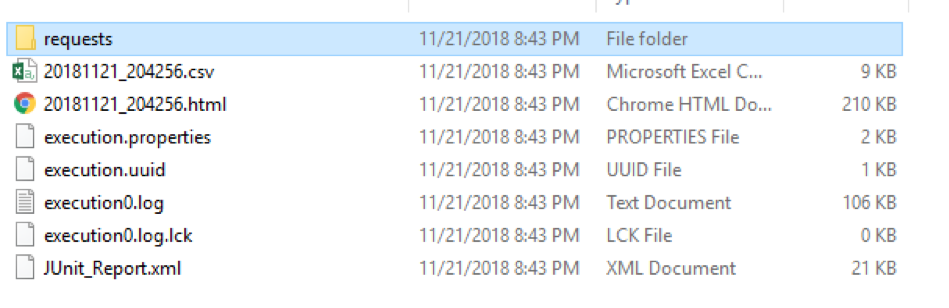 requests 11/21/2018 8:43 PM File folder
20181121_204256.csv 11/21/2018 8:43 PM Microsoft Excel C... 9 KB
20181121_204256.html 11/21/2018 8:43 PM Chrome HTML Do... 210 KB
execution.properties 11/21/2018 8:43 PM PROPERTIES File 2 KB
execution.uuid 11/21/2018 8:43 PM UUID File 1 KB
execution0.log 11/21/2018 8:43 PM Text Document 106 KB
execution0.log.lck 11/21/2018 8:43 PM LCK File 0 KB
JUnit_Report.xml 11/21/2018 8:43 PM XML Document 21 KB